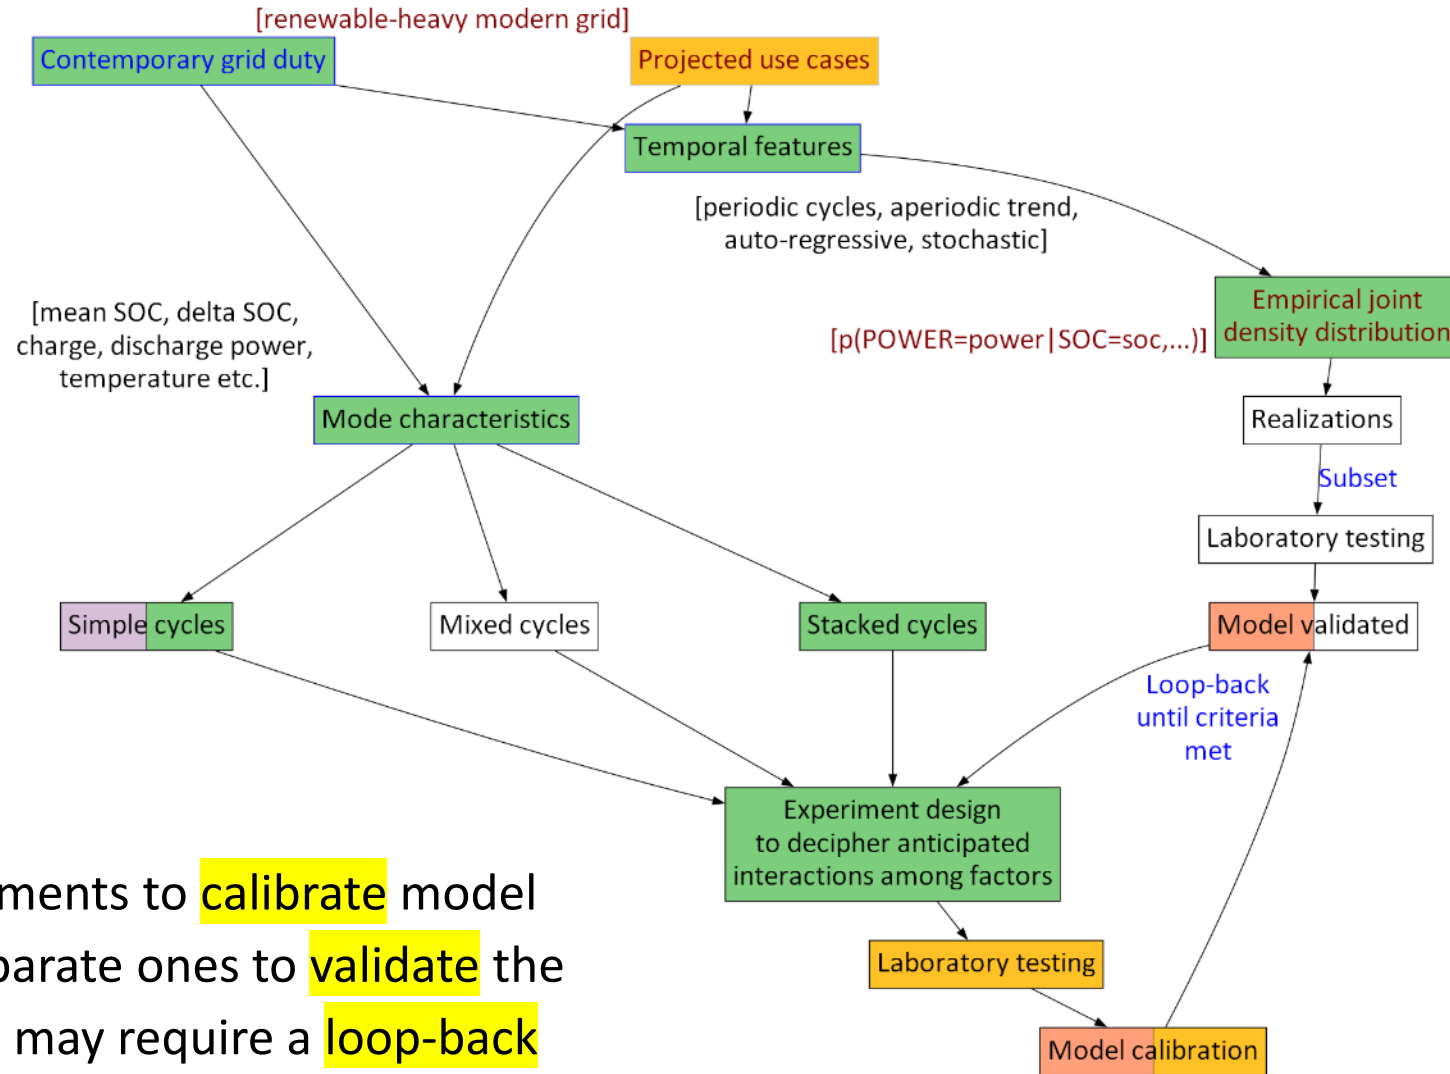 [renewable-heavy modern grid]
Contemporary grid duty
Projected use cases
Temporal features
[periodic cycles, aperiodic trend,
auto-regressive, stochastic]
[mean SOC, delta SOC,
charge, discharge power,
temperature etc.]
Empirical joint
density distribution
[p(POWER=power|SOC=soc,...)]
Mode characteristics
Realizations
Subset
Laboratory testing
Simple cycles
Mixed cycles
Stacked cycles
Model validated
Loop-back
until criteria
met
Experiment design
to decipher anticipated
interactions among factors
ments to calibrate model
parate ones to validate the
may require a loop-back
Laboratory testing
Model calibration